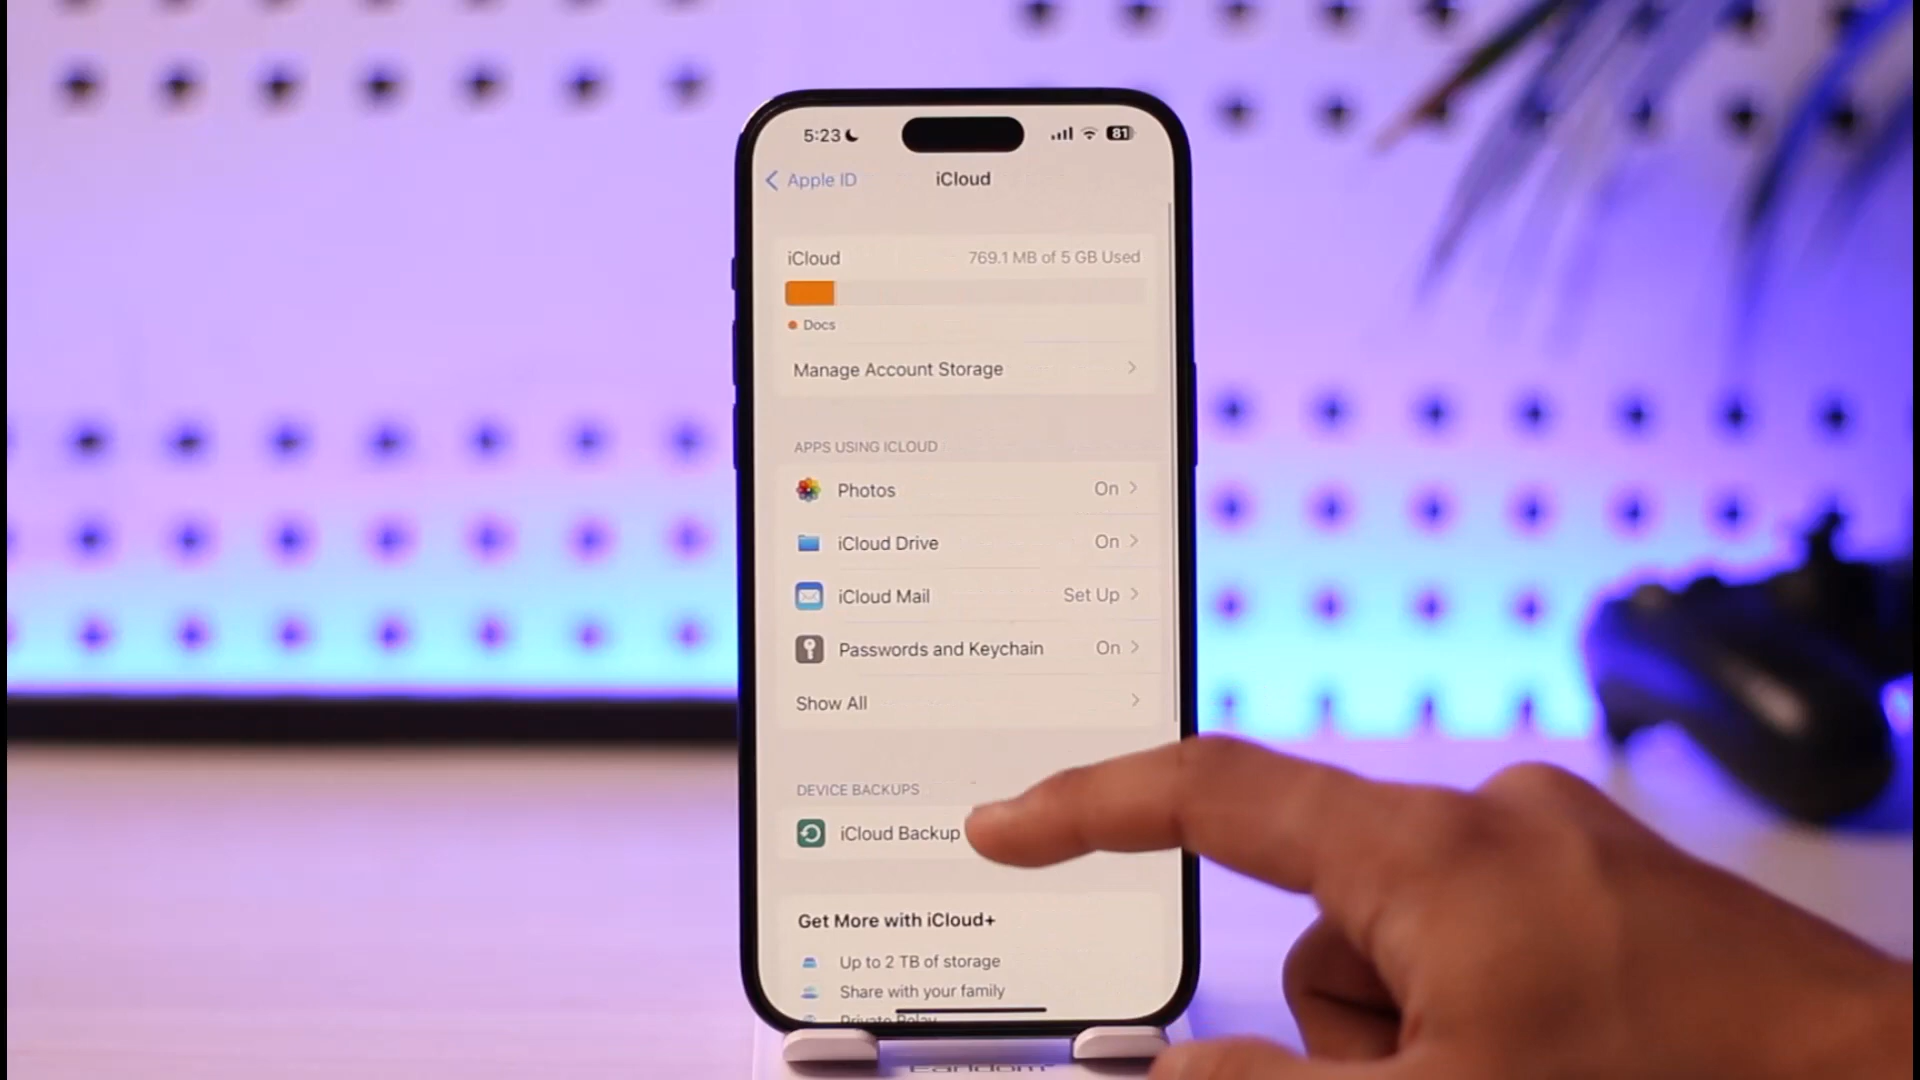 5:23
81
Apple ID
iCloud
iCloud
769.1 MB of 5 GB Used
Docs
Manage Account Storage
APPS USING ICLOUD
Photos On
iCloud Drive On
iCloud Mail Set Up
Passwords and Keychain On
Show All
DEVICE BACKUPS
iCloud Backup
Get More with iCloud+
Up to 2 TB of storage
Share with your family
Private Relay